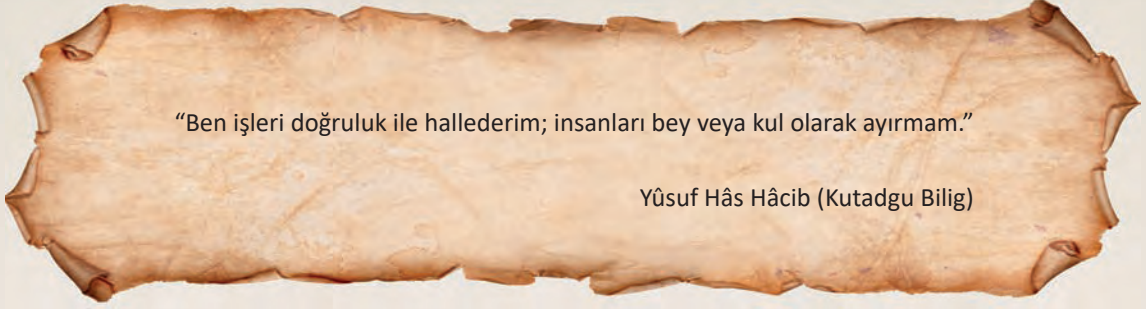 “Ben işleri doğruluk ile hallederim; insanları bey veya kul olarak ayırmam.”
Yûsuf Hâs Hâcib (Kutadgu Bilig)